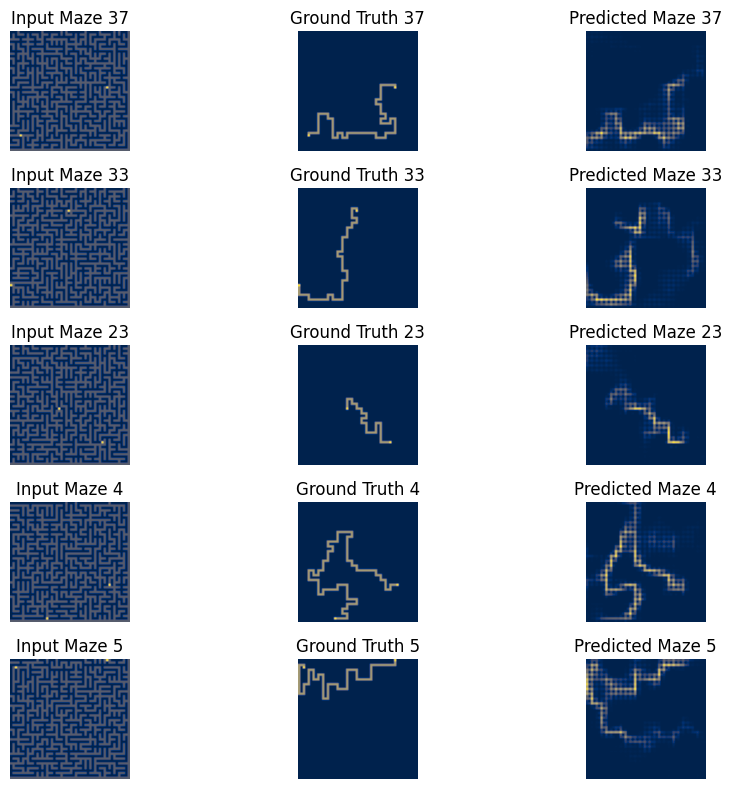 Input Maze 37
Ground Truth 37
Predicted Maze 37
Input Maze 33
Ground Truth 33
Predicted Maze 33
Input Maze 23
Ground Truth 23
Predicted Maze 23
Input Maze 4
Ground Truth 4
Predicted Maze 4
Input Maze 5
Ground Truth 5
Predicted Maze 5